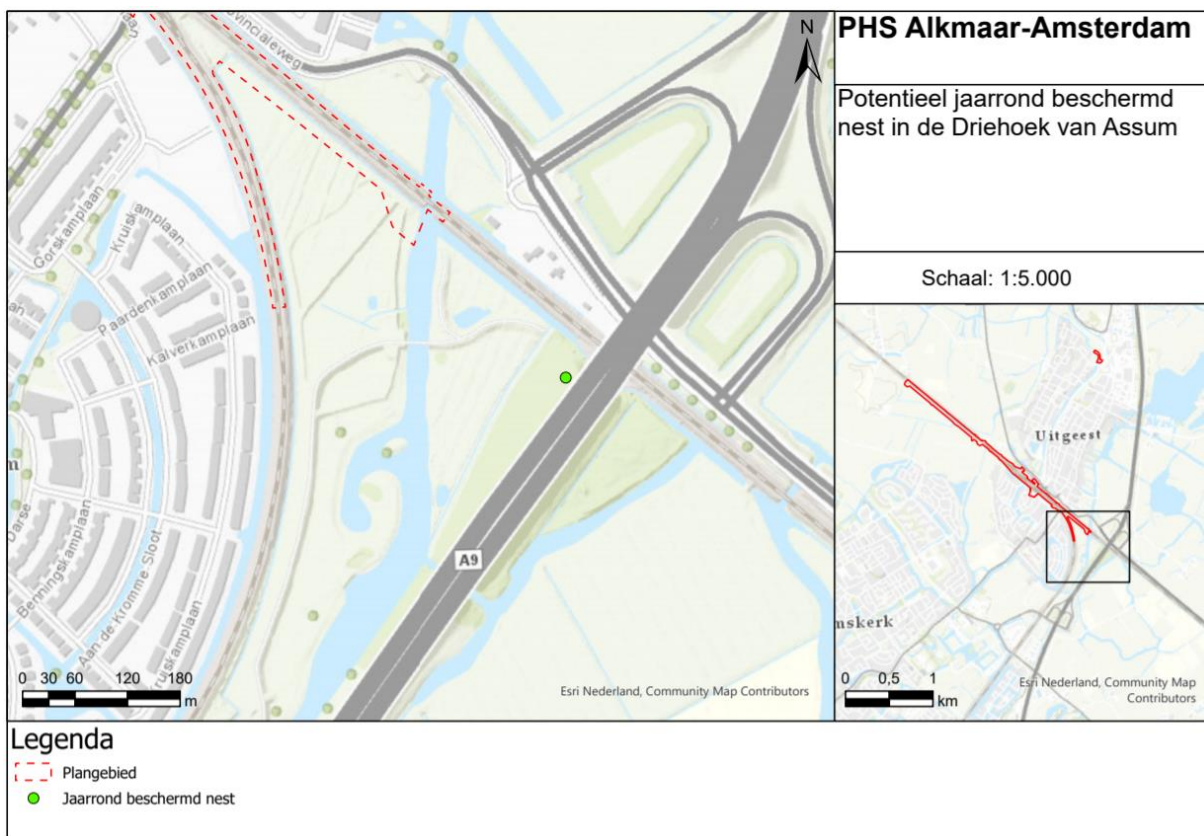 PHS Alkmaar-Amsterdam
Potentieel jaarrond beschermd
nest in de Driehoek van Assum
Schaal: 1:5.000
N
Provincialeweg
Gorskamplaan
Kruiskamplaan
Paardenkamplaan
Kalverkamplaan
Benningskamplaan
Aan de Kromme Sloot
A9
0 30 60 120 180
m
Esri Nederland, Community Map Contributors
Uitgeest
mskerk
0 0,5 1
km
Esri Nederland, Community Map
Contributors
Legenda
Plangebied
Jaarrond beschermd nest